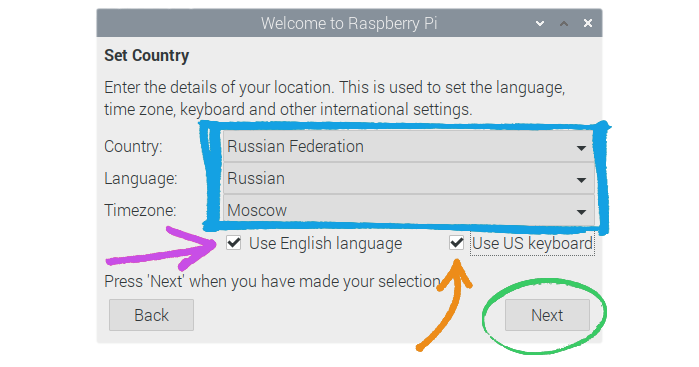 Welcome to Raspberry Pi
Set Country
Enter the details of your location. This is used to set the language,
time zone, keyboard and other international settings.
Country: Russian Federation
Language: Russian
Timezone: Moscow
Use English language Use US keyboard
Press 'Next' when you have made your selection
Back Next